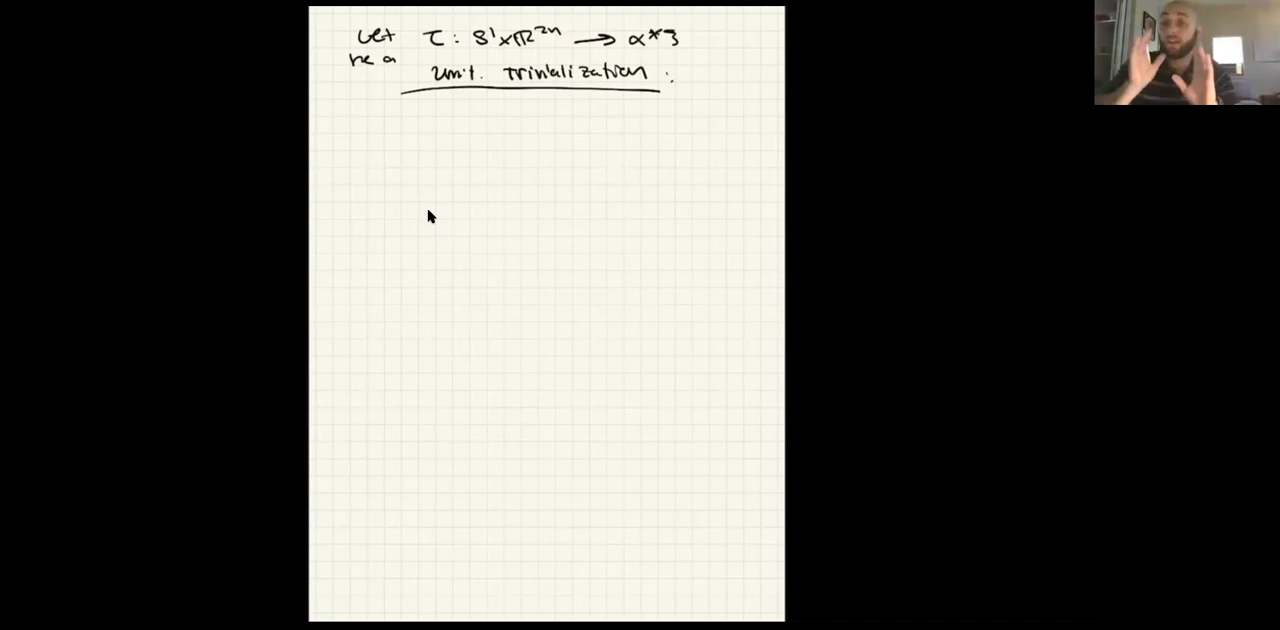 Let τ : S¹×ℝ²ⁿ → α*ξ
be a unit. trivialization :